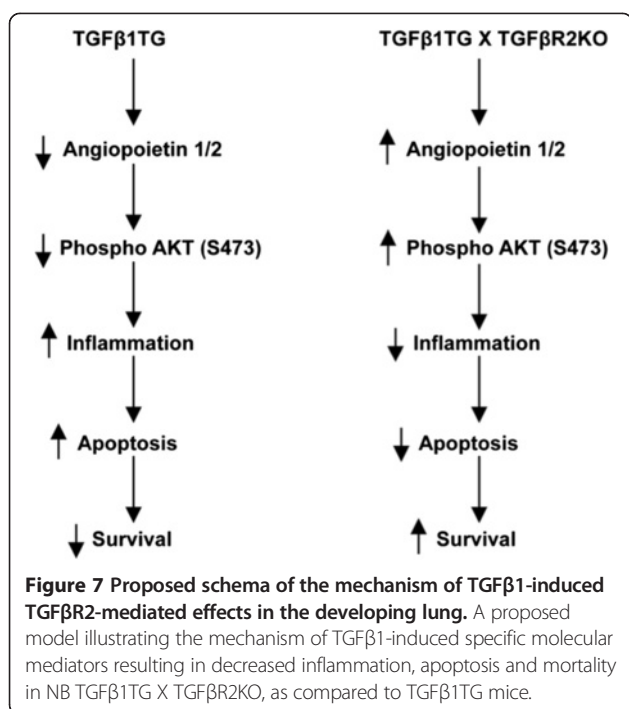 TGFβ1TG
TGFβ1TG X TGFβR2KO
Angiopoietin 1/2
Angiopoietin 1/2
Phospho AKT (S473)
Phospho AKT (S473)
Inflammation
Inflammation
Apoptosis
Apoptosis
Survival
Survival
Figure 7 Proposed schema of the mechanism of TGFβ1-induced
TGFβR2-mediated effects in the developing lung. A proposed
model illustrating the mechanism of TGFβ1-induced specific molecular
mediators resulting in decreased inflammation, apoptosis and mortality
in NB TGFβ1TG X TGFβR2KO, as compared to TGFβ1TG mice.